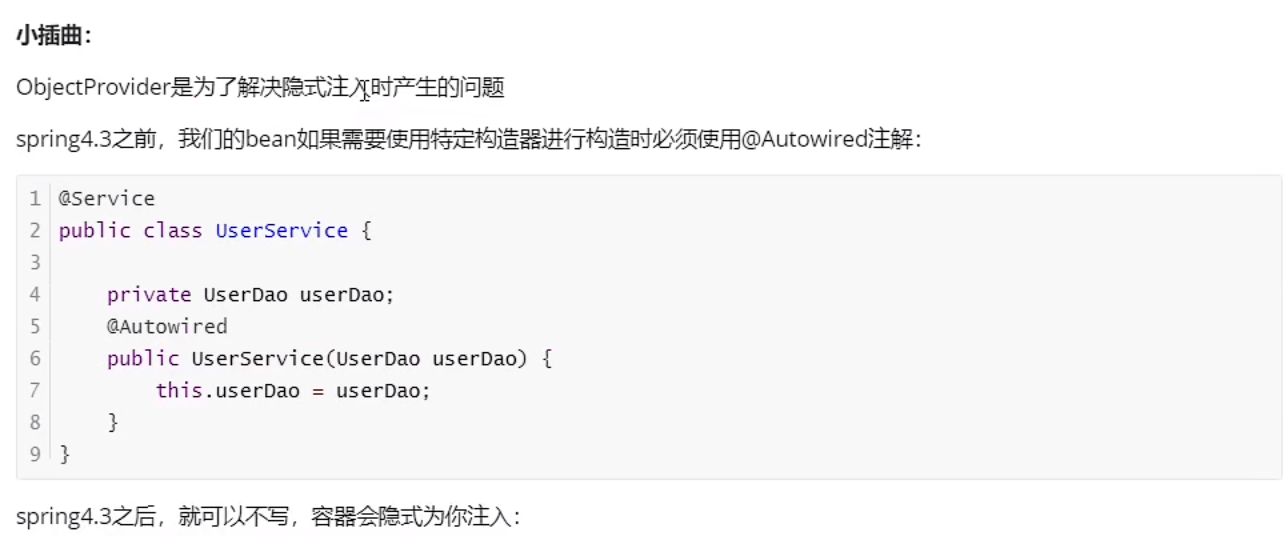 小插曲：
ObjectProvider是为了解决隐式注入时产生的问题
spring4.3之前，我们的bean如果需要使用特定构造器进行构造时必须使用@Autowired注解：
1 @Service
2 public class UserService {
3
4     private UserDao userDao;
5     @Autowired
6     public UserService(UserDao userDao) {
7         this.userDao = userDao;
8     }
9 }
spring4.3之后，就可以不写，容器会隐式为你注入：